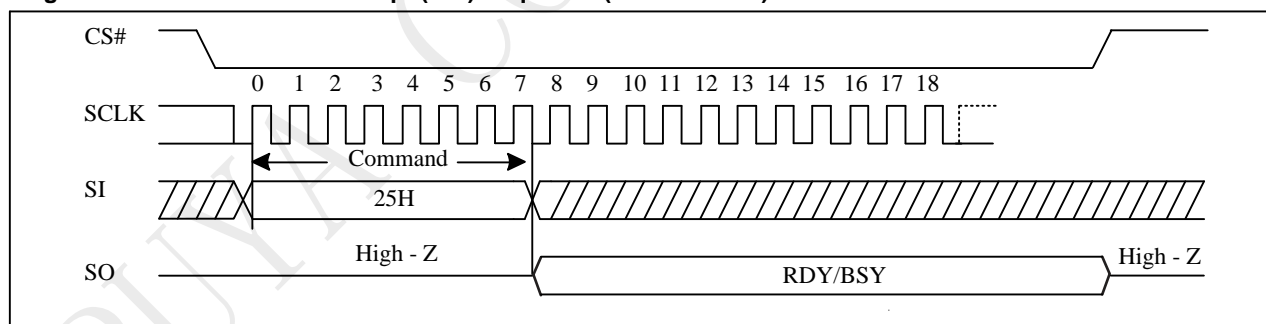 CS#
0 1 2 3 4 5 6 7 8 9 10 11 12 13 14 15 16 17 18
SCLK
Command
SI
25H
High - Z
High - Z
SO
RDY/BSY
PUYA